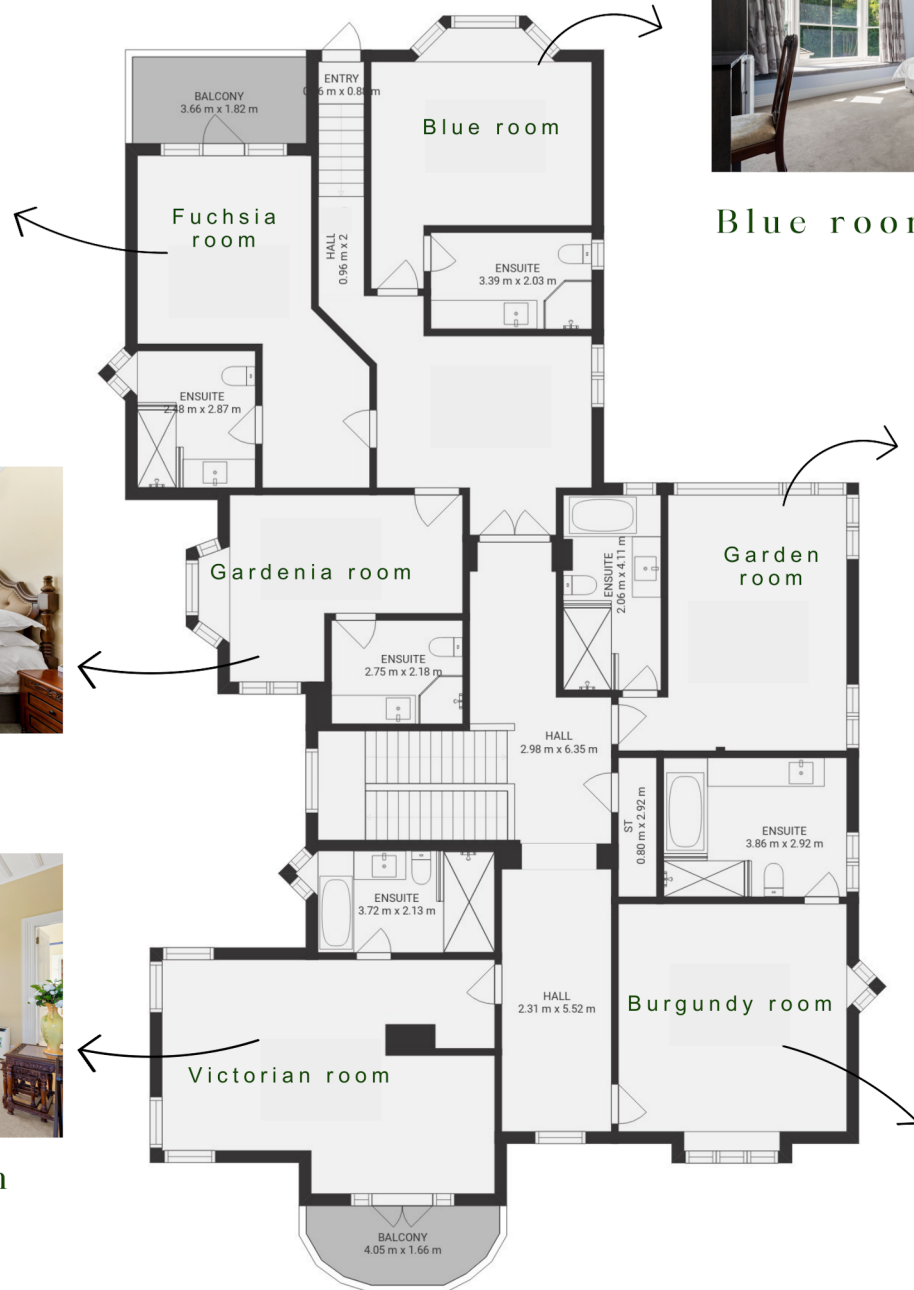 ENTRY
BALCONY
3.66 m x 1.82 m
Blue room
Fuchsia
room
Blue room
HALL
0.96 m x 2
ENSUITE
3.39 m x 2.03 m
ENSUITE
2.48 m x 2.87 m
Gardenia room
ENSUITE
2.06 m x 4.11 m
Garden
room
ENSUITE
2.75 m x 2.18 m
HALL
2.98 m x 6.35 m
ST
0.80 m x 2.92 m
ENSUITE
3.86 m x 2.92 m
ENSUITE
3.72 m x 2.13 m
HALL
2.31 m x 5.52 m
Burgundy room
Victorian room
BALCONY
4.05 m x 1.66 m